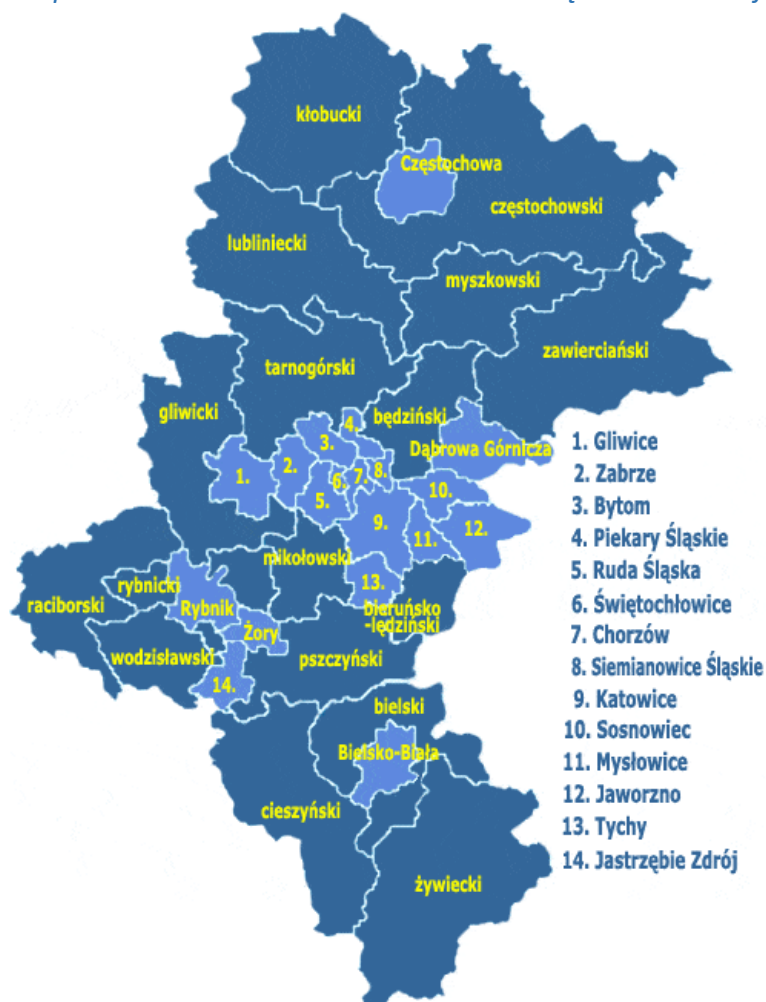 kłobucki
Częstochowa
częstochowski
lubliniecki
myszkowski
zawierciański
tarnogórski
gliwicki
będziński
4.
3.
Dąbrowa Górnicza
1.
2.
8.
7.
6.
5.
10.
9.
11.
12.
mikołowski
13.
rybnicki
raciborski
Rybnik
bieruńsko
-lędziński
Żory
wodzisławski
pszczyński
14.
bielski
Bielsko-Biała
cieszyński
żywiecki
1. Gliwice
2. Zabrze
3. Bytom
4. Piekary Śląskie
5. Ruda Śląska
6. Świętochłowice
7. Chorzów
8. Siemianowice Śląskie
9. Katowice
10. Sosnowiec
11. Mysłowice
12. Jaworzno
13. Tychy
14. Jastrzębie Zdrój